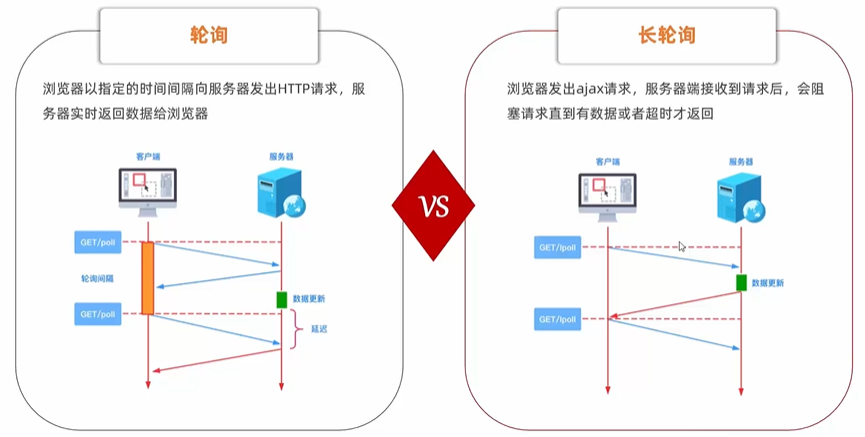 轮询
浏览器以指定的时间间隔向服务器发出HTTP请求，服
务器实时返回数据给浏览器
客户端
服务器
GET/poll
轮询间隔
数据更新
GET/poll
延迟
VS
长轮询
浏览器发出ajax请求，服务器端接收到请求后，会阻
塞请求直到有数据或者超时才返回
客户端
服务器
GET/lpoll
数据更新
GET/lpoll